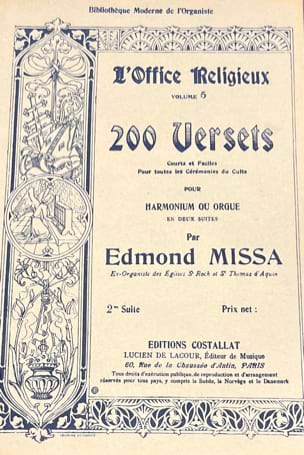 Bibliothèque Moderne de l'Organiste
L'Office Religieux
VOLUME 5
200 Versets
Courts et Faciles
Pour toutes les Cérémonies du Culte
POUR
HARMONIUM OU ORGUE
EN DEUX SUITES
Par
Edmond MISSA
Ex-Organiste des Églises St Roch et St Thomas d'Aquin
2me Suite
Prix net :
EDITIONS COSTALLAT
LUCIEN DE LACOUR, Éditeur de Musique
60, Rue de la Chaussée d'Antin, PARIS
Tous droits d'exécution publique, de reproduction et d'arrangement
réservés pour tous pays, y compris la Suède, la Norvège et le Danemark